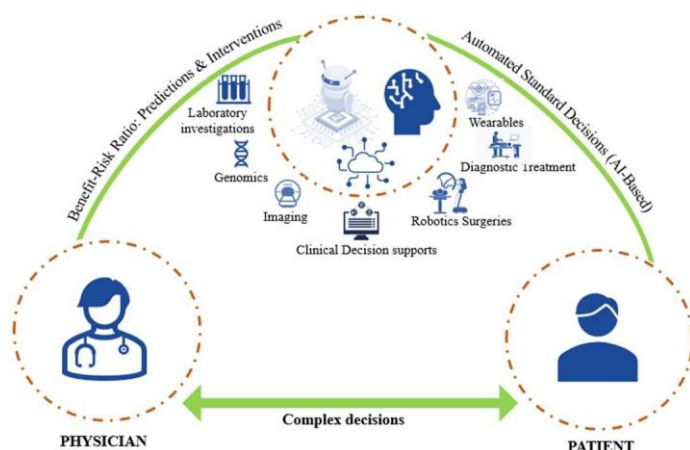 Benefit-Risk Ratio: Predictions & Interventions
Automated Standard Decisions (AI-Based)
Laboratory
investigations
Genomics
Imaging
Clinical Decision supports
Robotics Surgeries
Diagnostic Treatment
Wearables
Complex decisions
PHYSICIAN
PATIENT